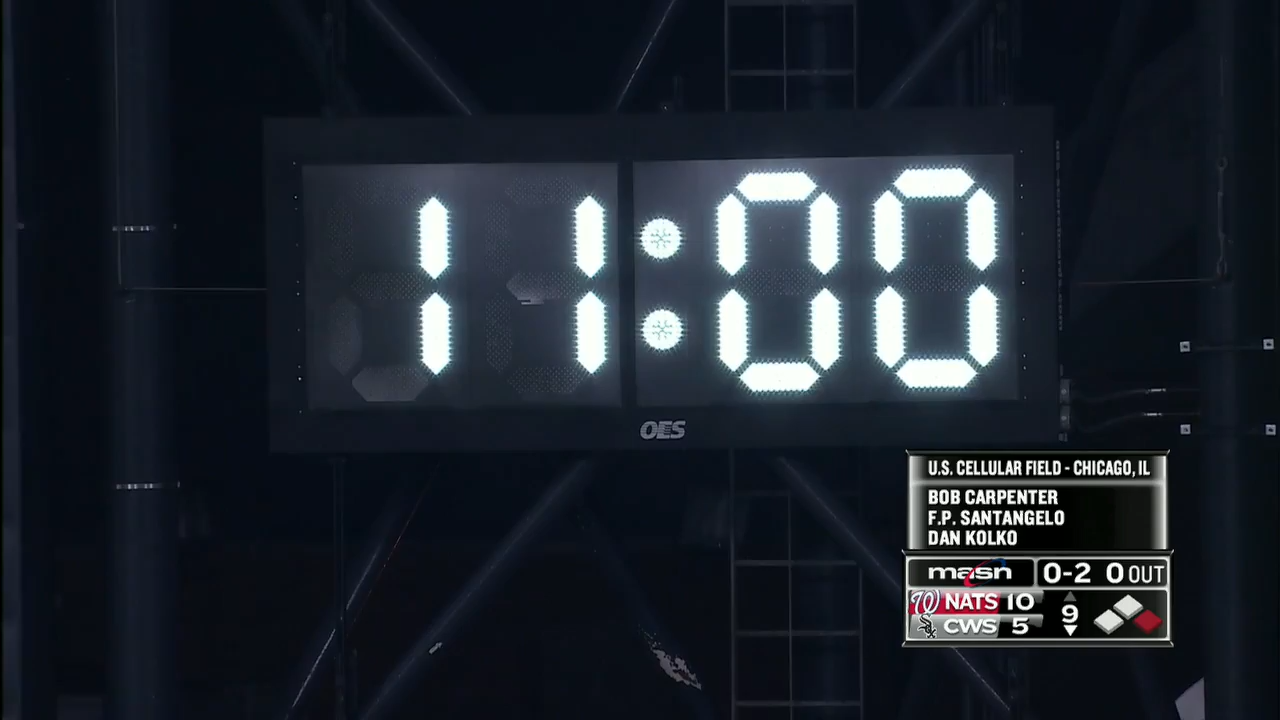 11:00
OES
U.S. CELLULAR FIELD - CHICAGO, IL
BOB CARPENTER
F.P. SANTANGELO
DAN KOLKO
masn 0-2 0 OUT
W NATS 10
9
Sox CWS 5